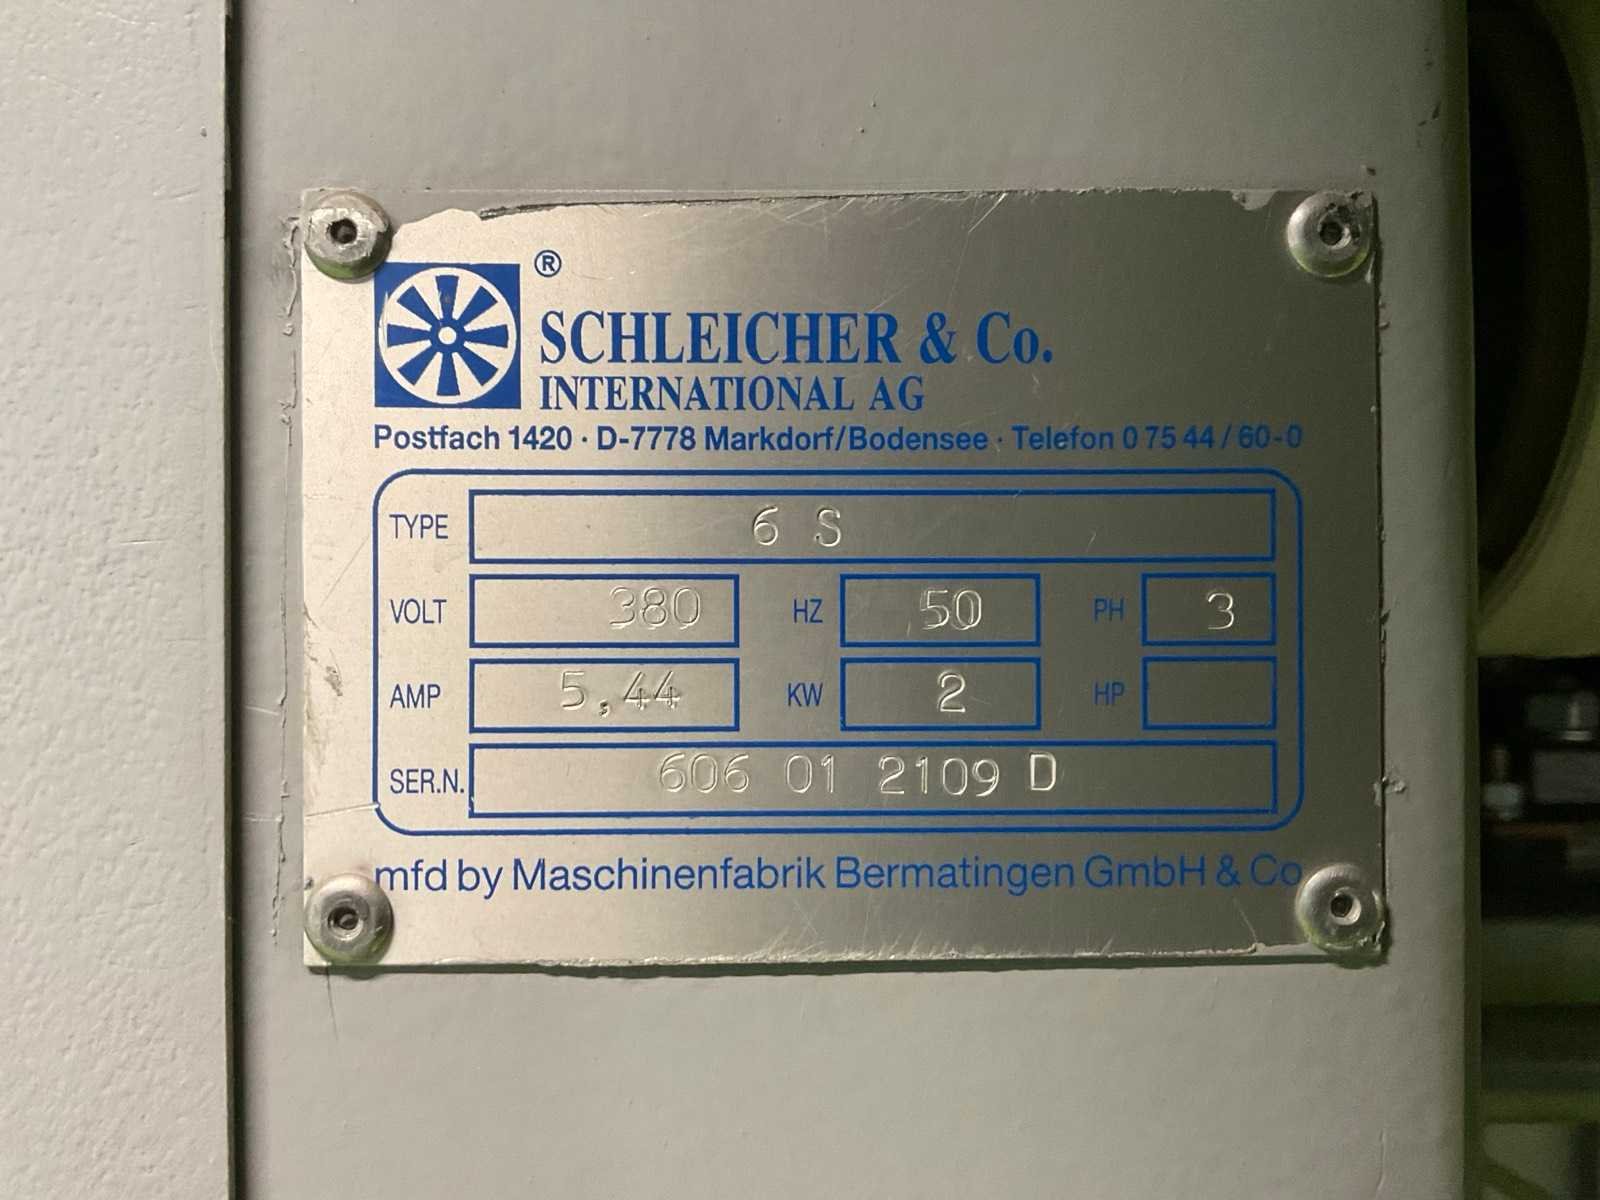 ®
SCHLEICHER & Co.
INTERNATIONAL AG
Postfach 1420 · D-7778 Markdorf/Bodensee · Telefon 0 75 44 / 60-0
TYPE 6 S
VOLT 380 HZ 50 PH 3
AMP 5,44 KW 2 HP
SER.N. 606 01 2109 D
mfd by Maschinenfabrik Bermatingen GmbH & Co